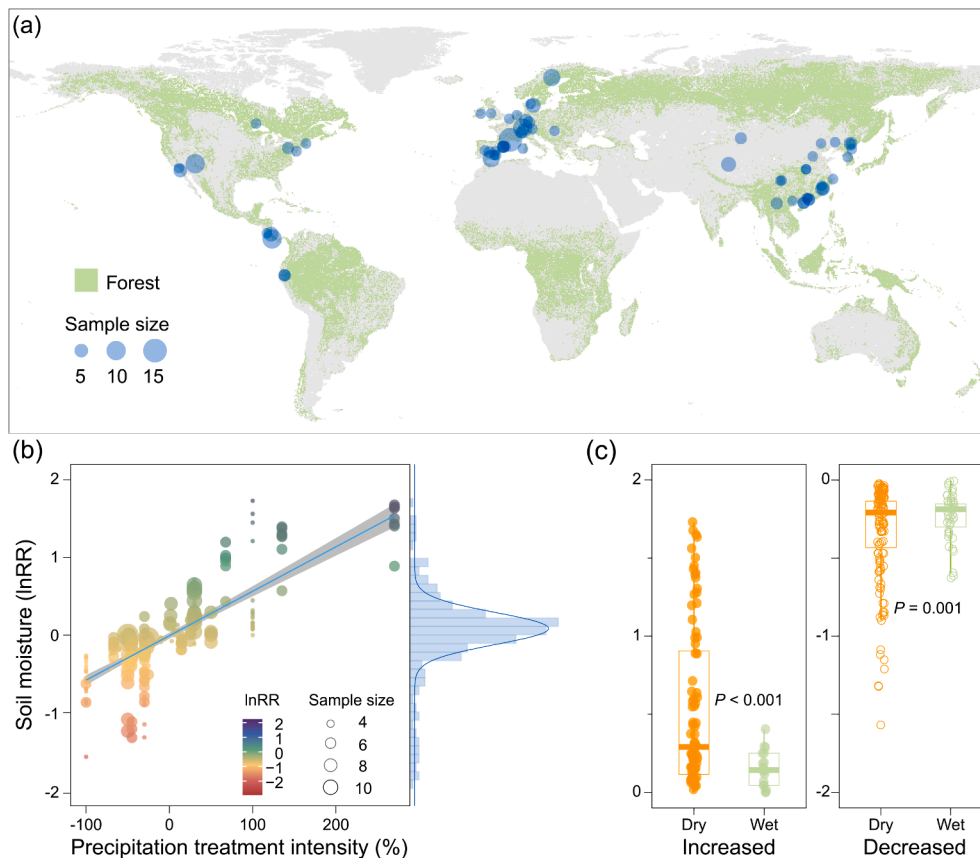 (a)
Forest
Sample size
5 10 15
(b)
Soil moisture (lnRR)
2
1
0
-1
-2
-100 0 100 200
Precipitation treatment intensity (%)
lnRR
2
1
0
−1
−2
Sample size
4
6
8
10
(c)
2
1
0
P < 0.001
Dry Wet
Increased
-0
-1
-2
P = 0.001
Dry Wet
Decreased